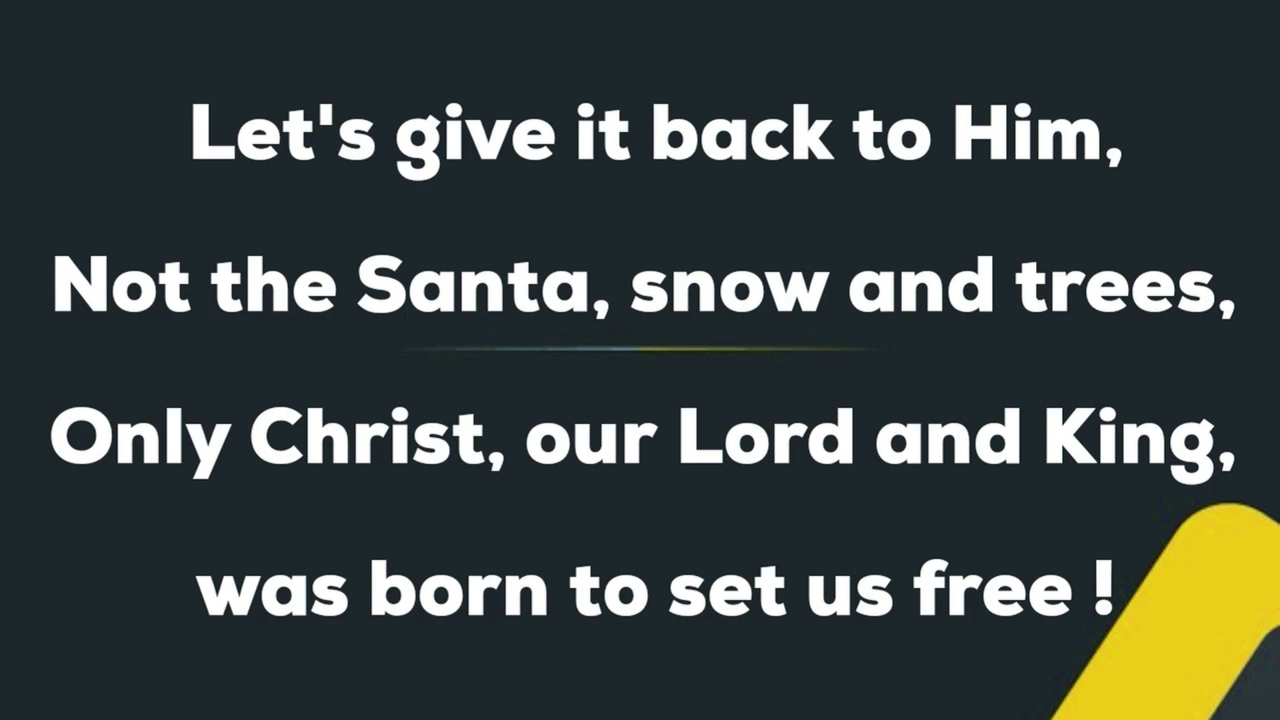 Let's give it back to Him,
Not the Santa, snow and trees,
Only Christ, our Lord and King,
was born to set us free !